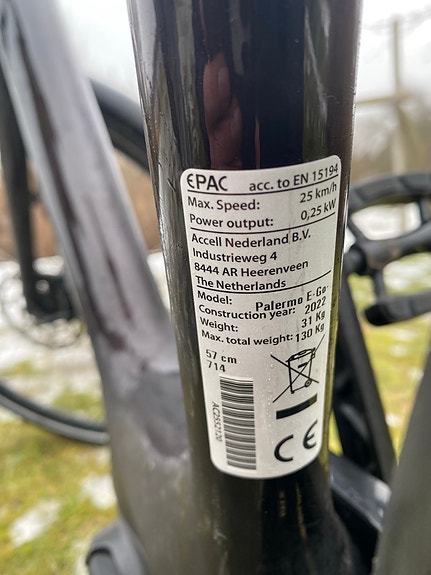 EPAC acc. to EN 15194
Max. Speed: 25 km/h
Power output: 0,25 kW
Accell Nederland B.V.
Industrieweg 4
8444 AR Heerenveen
The Netherlands
Model: Palermo E-Go
Construction year: 2022
Weight: 31 Kg
Max. total weight: 130 Kg
57 cm
714
AC2532120
CE